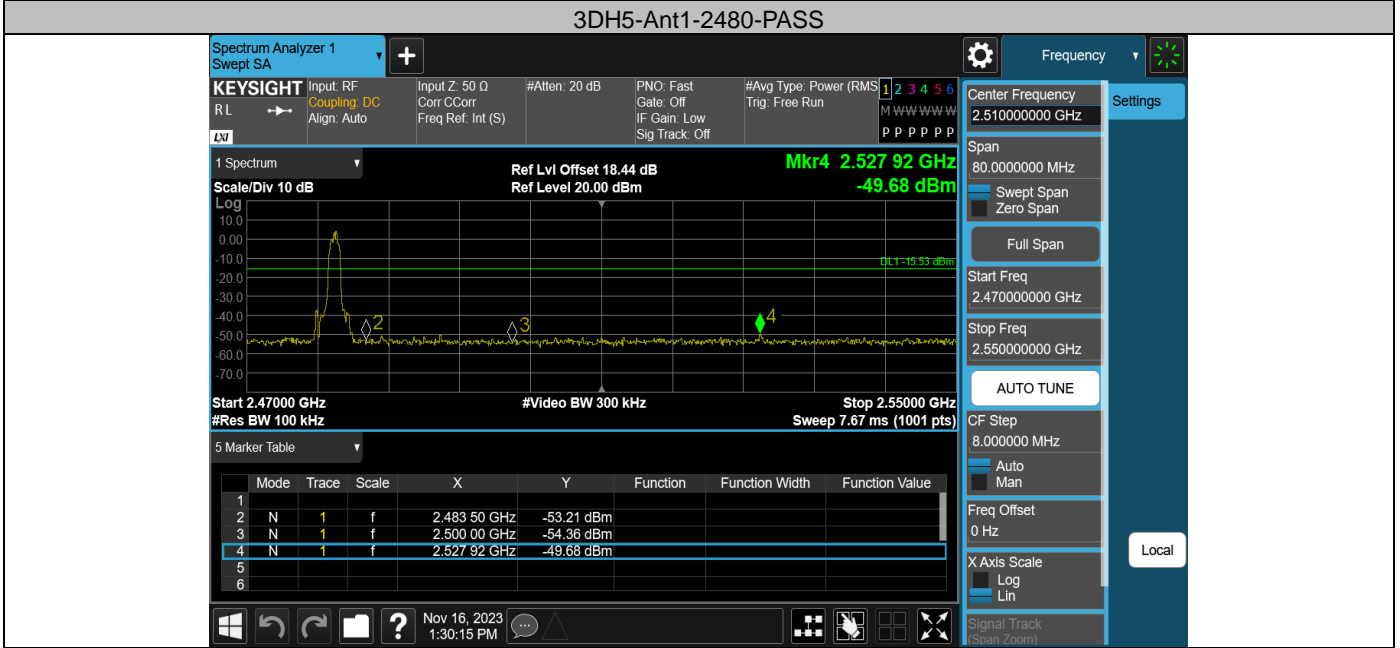 3DH5-Ant1-2480-PASS
Spectrum Analyzer 1
Swept SA
Frequency
KEYSIGHT
RL
LXI
Input: RF
Coupling: DC
Align: Auto
Input Z: 50 Ω
Corr CCorr
Freq Ref: Int (S)
#Atten: 20 dB
PNO: Fast
Gate: Off
IF Gain: Low
Sig Track: Off
#Avg Type: Power (RMS
Trig: Free Run
1 2 3 4 5 6
M W W W W W
P P P P P P
1 Spectrum
Ref Lvl Offset 18.44 dB
Mkr4 2.527 92 GHz
Scale/Div 10 dB
Ref Level 20.00 dBm
-49.68 dBm
Log
10.0
0.00
-10.0
DL1 -15.53 dBm
-20.0
-30.0
-40.0
2
3
4
-50.0
-60.0
-70.0
Start 2.47000 GHz
#Video BW 300 kHz
Stop 2.55000 GHz
#Res BW 100 kHz
Sweep 7.67 ms (1001 pts)
5 Marker Table
Mode Trace Scale X Y Function Function Width Function Value
1
2 N 1 f 2.483 50 GHz -53.21 dBm
3 N 1 f 2.500 00 GHz -54.36 dBm
4 N 1 f 2.527 92 GHz -49.68 dBm
5
6
?
Nov 16, 2023
1:30:15 PM
Center Frequency
2.510000000 GHz
Settings
Span
80.0000000 MHz
Swept Span
Zero Span
Full Span
Start Freq
2.470000000 GHz
Stop Freq
2.550000000 GHz
AUTO TUNE
CF Step
8.000000 MHz
Auto
Man
Freq Offset
0 Hz
X Axis Scale
Log
Lin
Local
Signal Track
(Span Zoom)